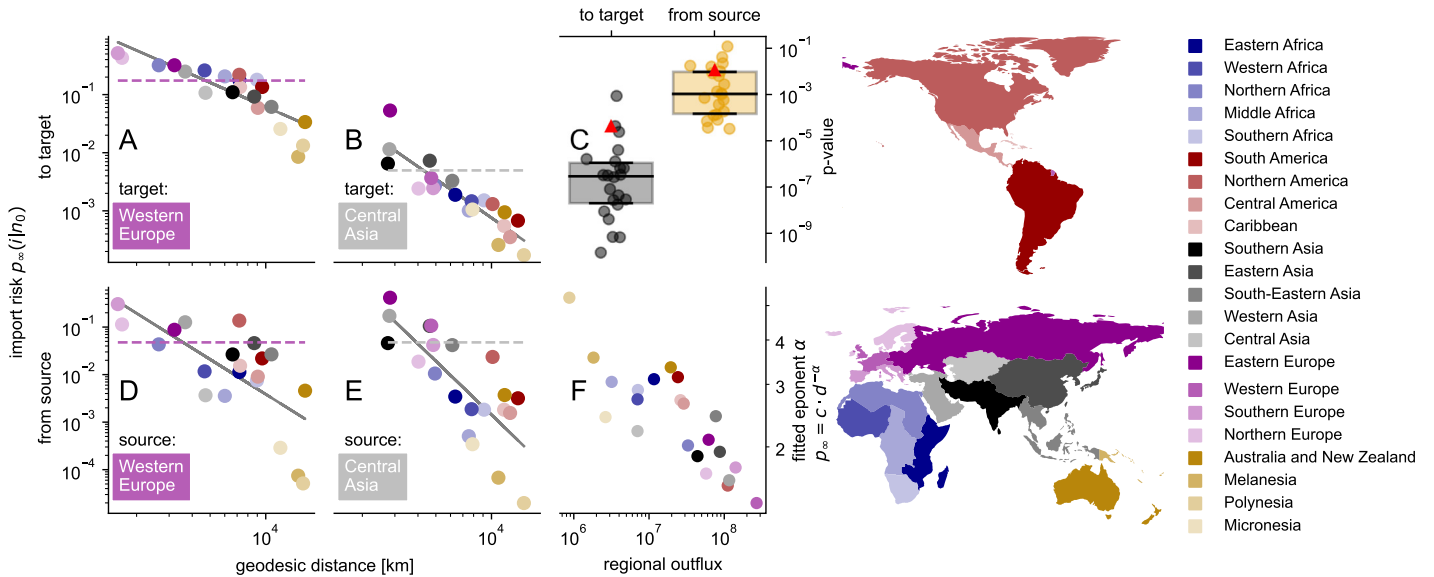 to target
from source
10⁻¹
10⁻²
10⁻³
to target
A
target:
Western
Europe
B
target:
Central
Asia
C
10⁻¹
10⁻³
10⁻⁵
10⁻⁷
10⁻⁹
p-value
import risk p∞(i|n₀)
10⁻¹
10⁻²
10⁻³
10⁻⁴
from source
D
source:
Western
Europe
10⁴
E
source:
Central
Asia
10⁴
geodesic distance [km]
F
10⁶
10⁷
10⁸
regional outflux
4
3
2
fitted eponent α
p∞ = c · d⁻ᵅ
Eastern Africa
Western Africa
Northern Africa
Middle Africa
Southern Africa
South America
Northern America
Central America
Caribbean
Southern Asia
Eastern Asia
South-Eastern Asia
Western Asia
Central Asia
Eastern Europe
Western Europe
Southern Europe
Northern Europe
Australia and New Zealand
Melanesia
Polynesia
Micronesia